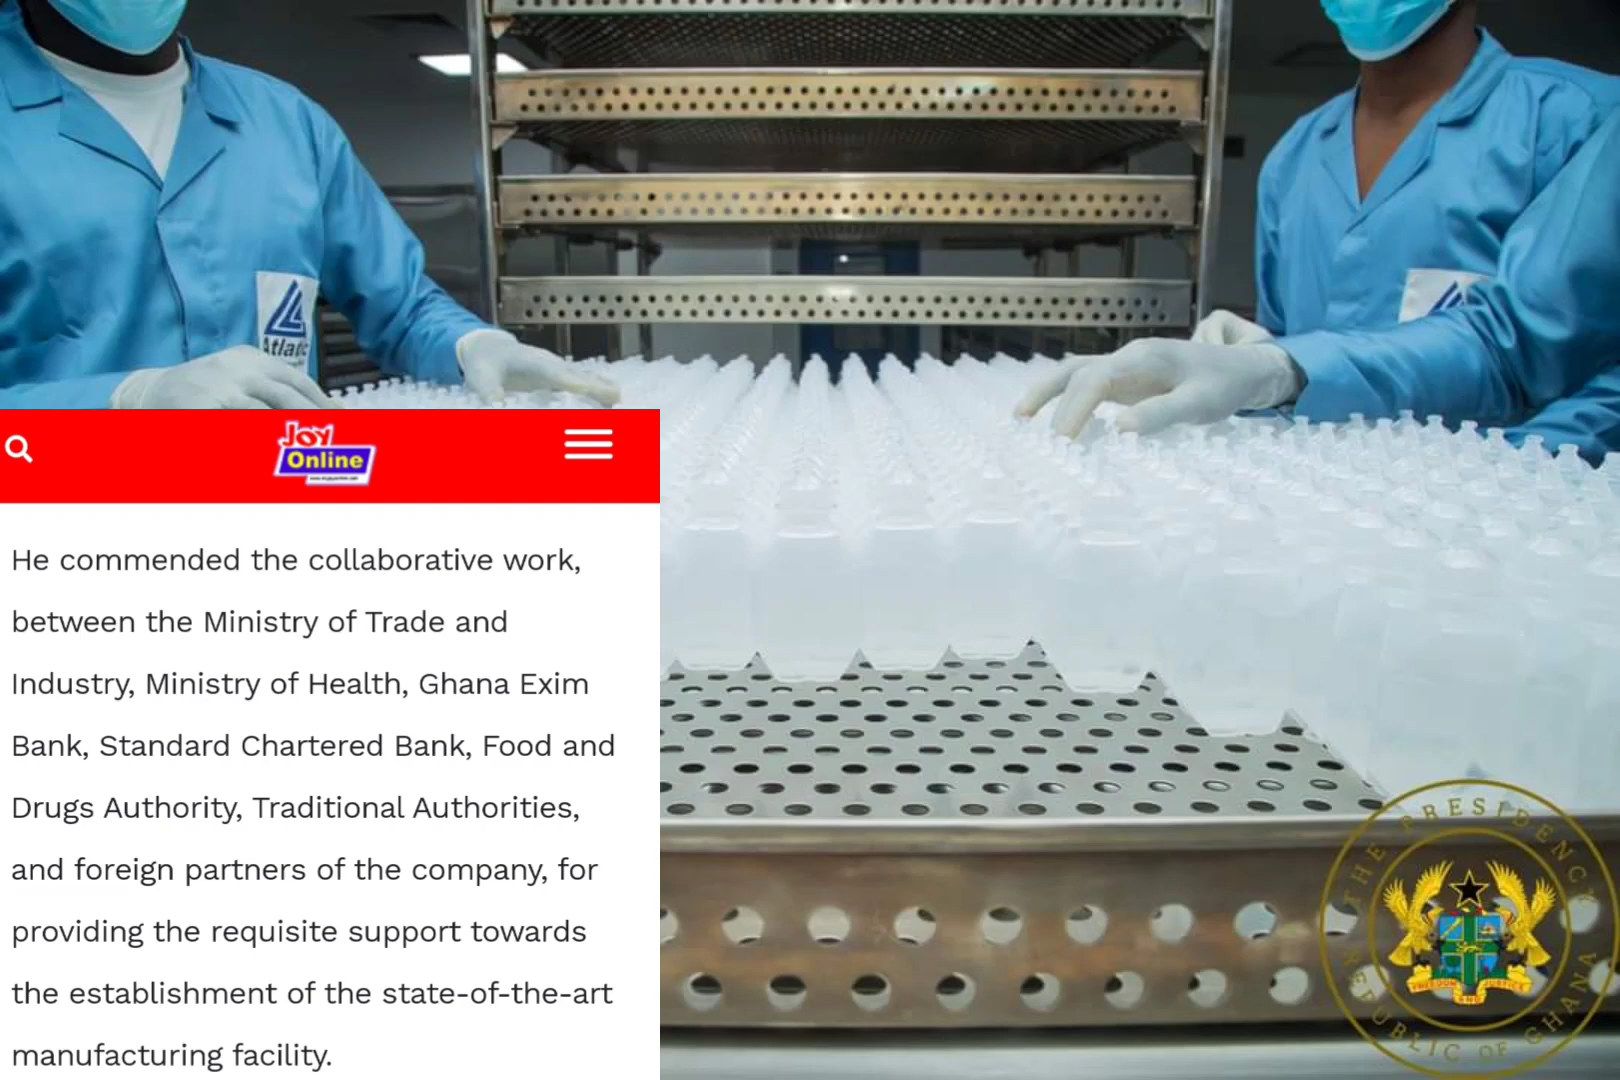 Atlantic
Joy
Online
www.myjoyonline.com
He commended the collaborative work,
between the Ministry of Trade and
Industry, Ministry of Health, Ghana Exim
Bank, Standard Chartered Bank, Food and
Drugs Authority, Traditional Authorities,
and foreign partners of the company, for
providing the requisite support towards
the establishment of the state-of-the-art
manufacturing facility.
THE PRESIDENCY
REPUBLIC OF GHANA
FREEDOM AND JUSTICE